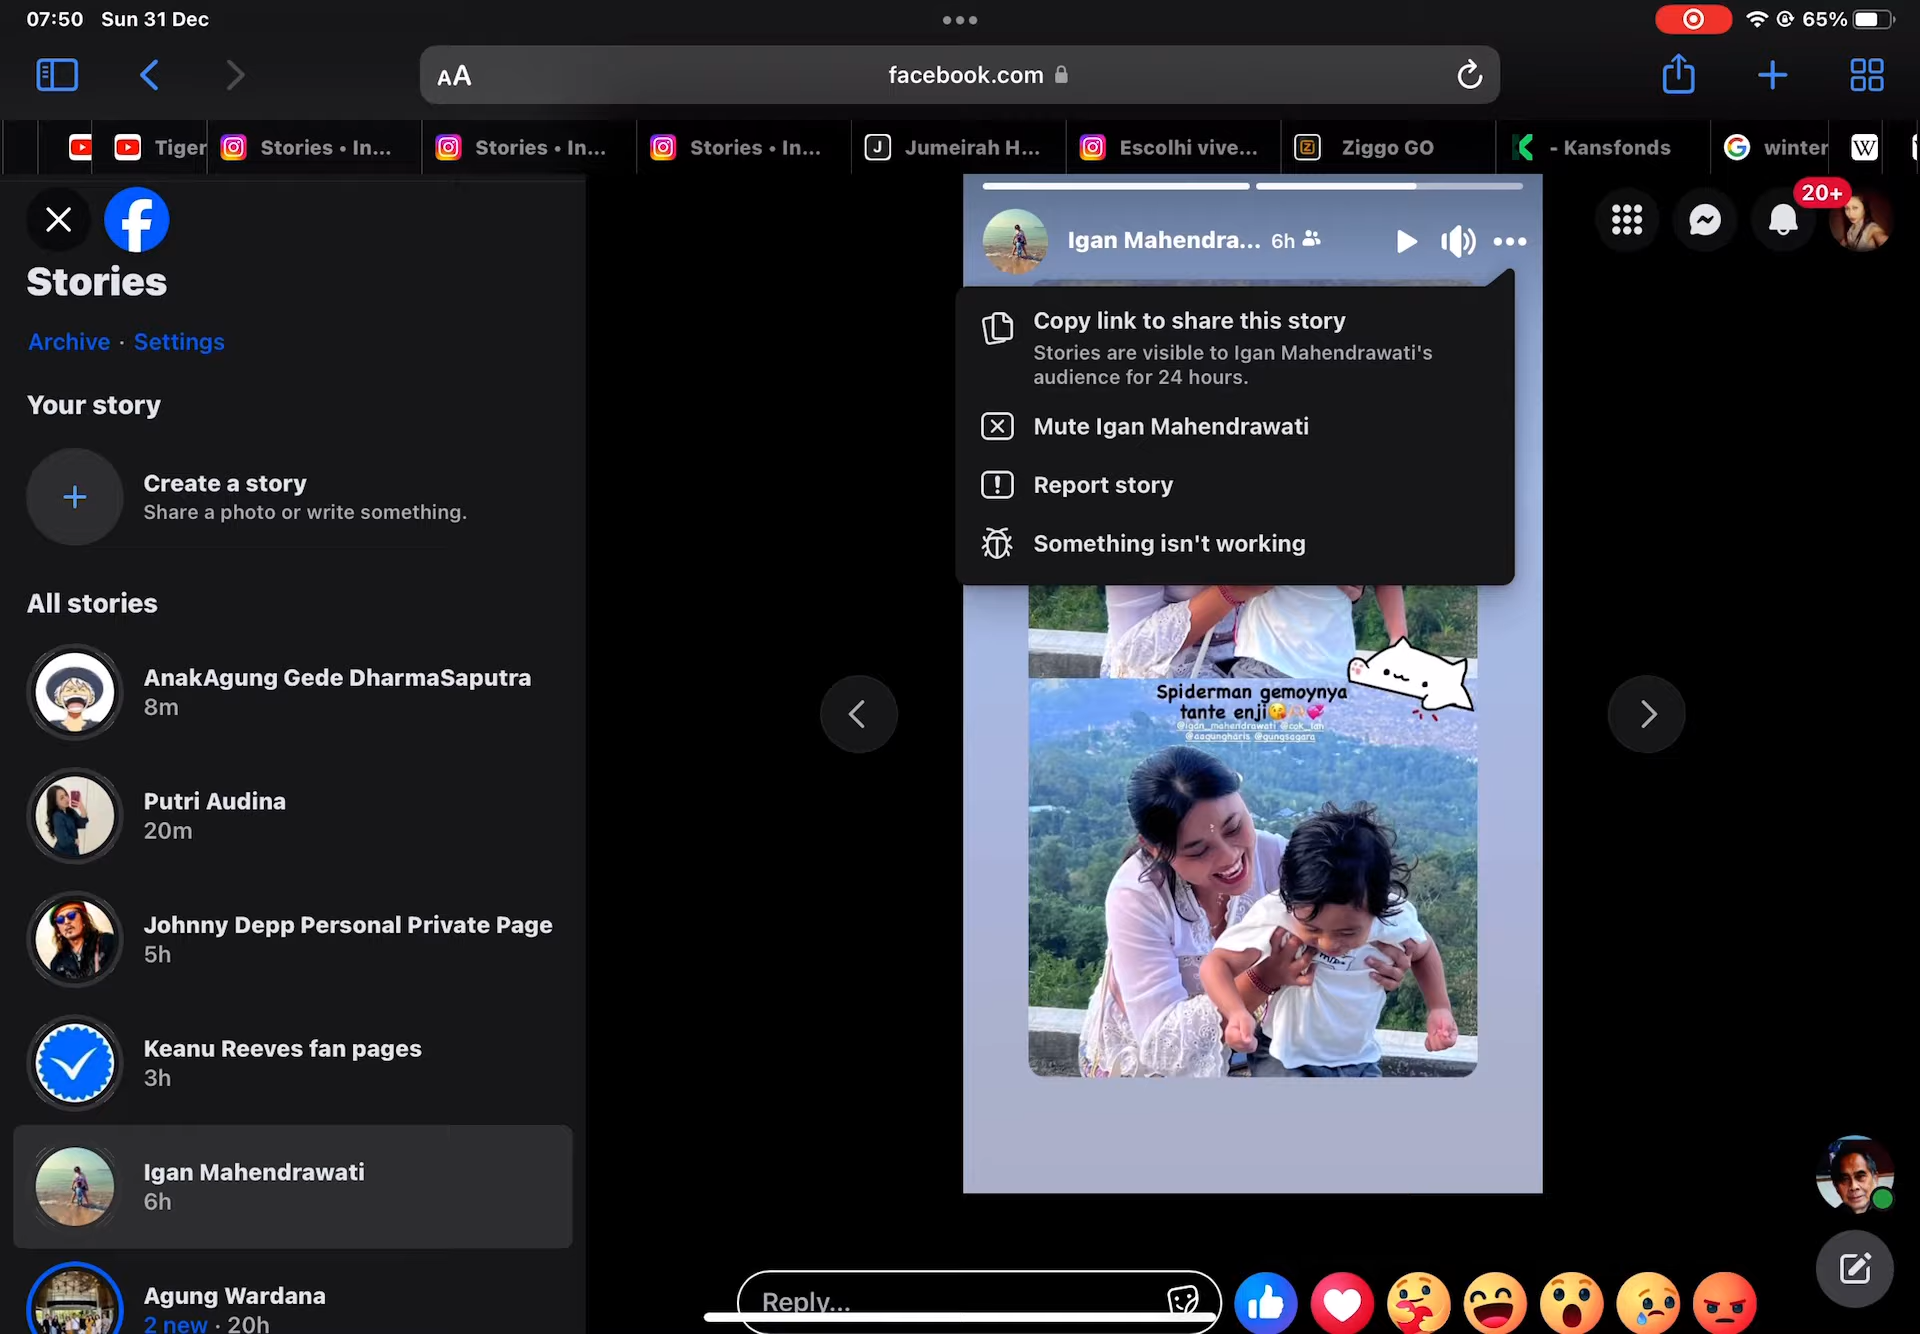 07:50 Sun 31 Dec
65%
AA
facebook.com
Tiger
Stories • In...
Stories • In...
Stories • In...
J
Jumeirah H...
Escolhi vive...
Z
Ziggo GO
- Kansfonds
winter
W
20+
Stories
Archive · Settings
Your story
Create a story
Share a photo or write something.
All stories
AnakAgung Gede DharmaSaputra
8m
Putri Audina
20m
Johnny Depp Personal Private Page
5h
Keanu Reeves fan pages
3h
Igan Mahendrawati
6h
Agung Wardana
2 new · 20h
Igan Mahendra... 6h
Copy link to share this story
Stories are visible to Igan Mahendrawati's
audience for 24 hours.
Mute Igan Mahendrawati
Report story
Something isn't working
Spiderman gemoynya
tante enji😘🫶🏻💞
@igan_mahendrawati @cok_lan
@aagungharis @gungsagara
Reply...